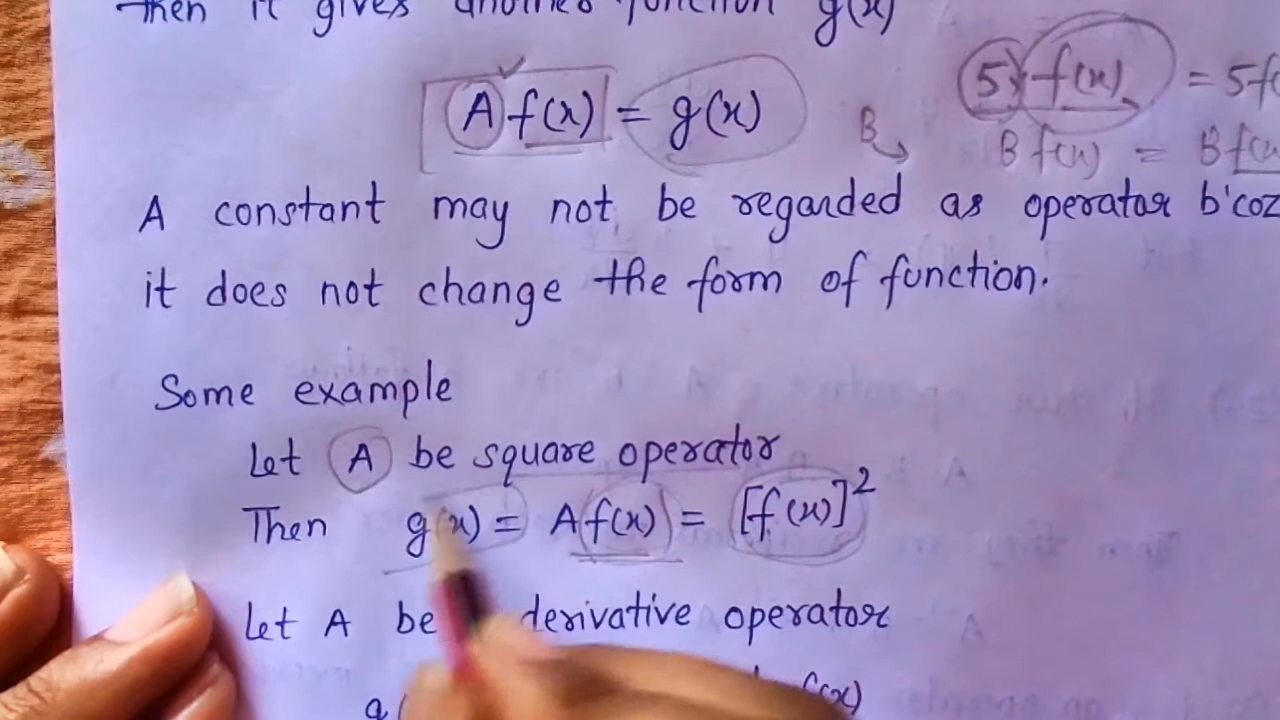 then it gives another function g(x)
A f(x) = g(x)
5 × f(x) = 5f(
B
B f(x) = B f(x
A constant may not be regarded as operator b'coz
it does not change the form of function.
Some example
Let A be square operator
Then g(x) = A f(x) = [f(x)]²
Let A be derivative operator
g(
f(x)